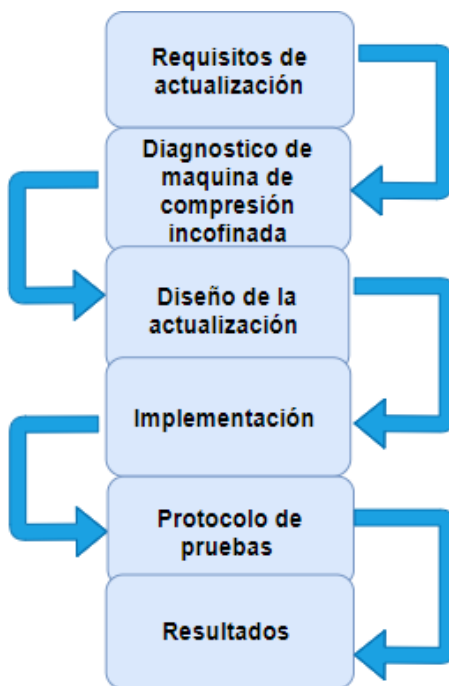 Requisitos de
actualización
Diagnostico de
maquina de
compresión
incofinada
Diseño de la
actualización
Implementación
Protocolo de
pruebas
Resultados